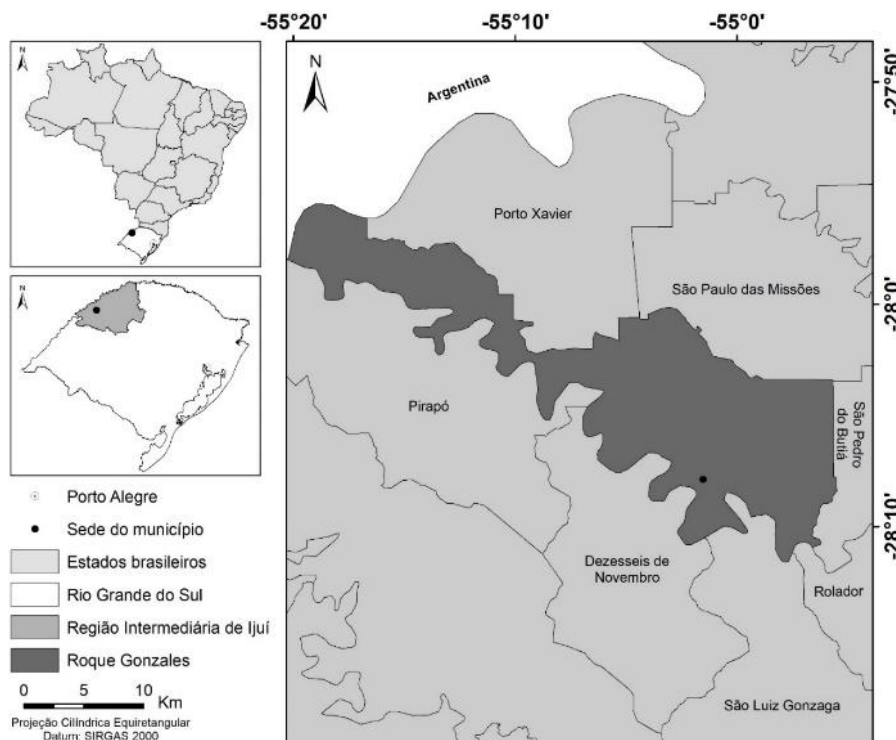 -55°20'
-55°10'
-55°0'
N
N
Argentina
-27°50'
Porto Xavier
São Paulo das Missões
-28°0'
N
Pirapó
São Pedro
do Butiá
-28°10'
Dezesseis de
Novembro
Rolador
São Luiz Gonzaga
Porto Alegre
Sede do município
Estados brasileiros
Rio Grande do Sul
Região Intermediária de Ijuí
Roque Gonzales
0 5 10
Km
Projeção Cilíndrica Equiretangular
Datum: SIRGAS 2000